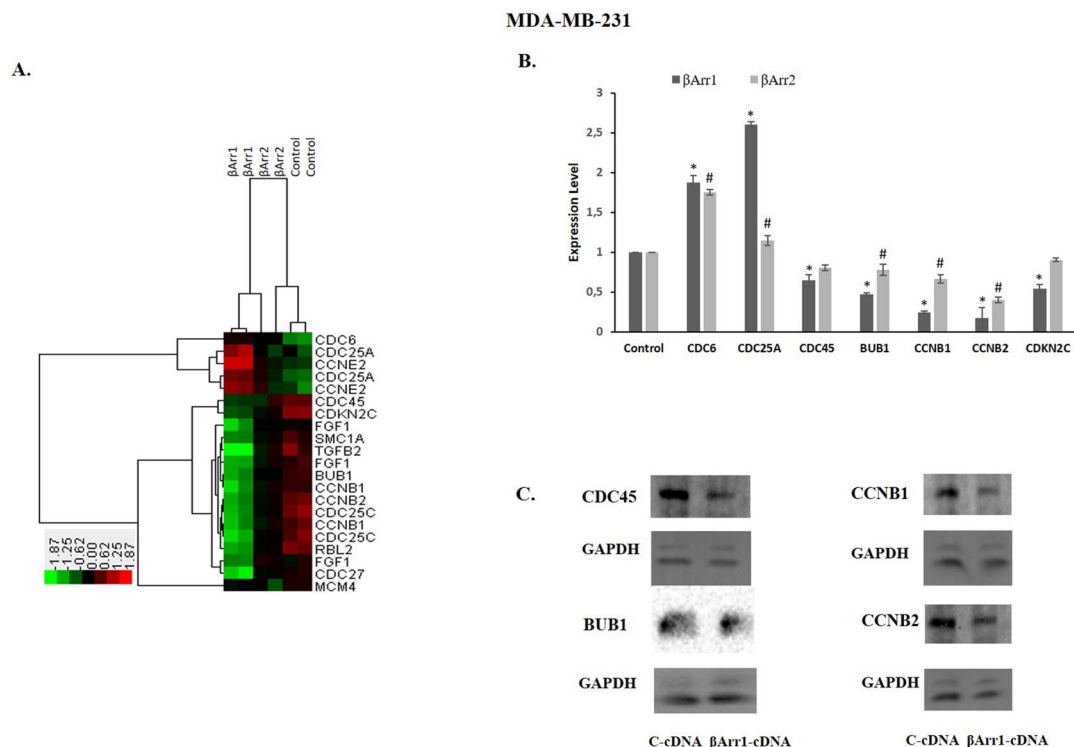 MDA-MB-231
A.
βArr1
βArr1
βArr2
βArr2
Control
Control
CDC6
CDC25A
CCNE2
CDC25A
CCNE2
CDC45
CDKN2C
FGF1
SMC1A
TGFB2
FGF1
BUB1
CCNB1
CCNB2
CDC25C
CCNB1
CDC25C
RBL2
FGF1
CDC27
MCM4
-1.87
-1.25
-0.62
0.00
0.62
1.25
1.87
B.
βArr1 βArr2
Expression Level
3
2,5
2
1,5
1
0,5
0
* # * # * * # * # * # *
Control CDC6 CDC25A CDC45 BUB1 CCNB1 CCNB2 CDKN2C
C.
CDC45
GAPDH
BUB1
GAPDH
C-cDNA βArr1-cDNA
CCNB1
GAPDH
CCNB2
GAPDH
C-cDNA βArr1-cDNA